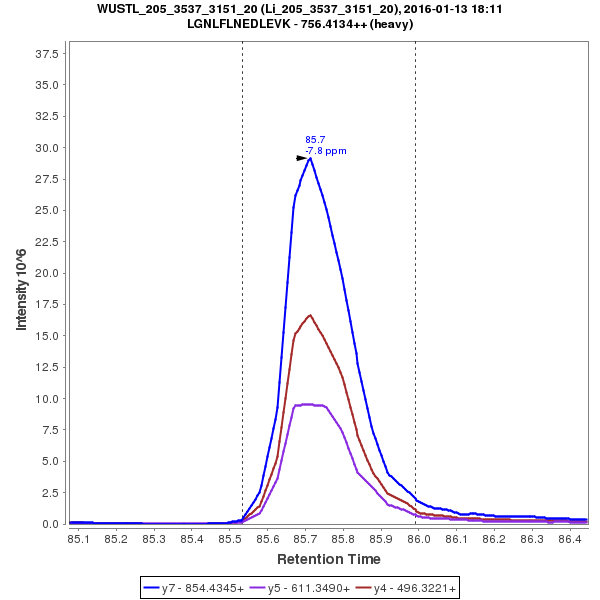 WUSTL_205_3537_3151_20 (Li_205_3537_3151_20), 2016-01-13 18:11
LGNLFLNEDLEVK - 756.4134++ (heavy)
37.5
35.0
32.5
30.0
27.5
25.0
22.5
20.0
17.5
15.0
12.5
10.0
7.5
5.0
2.5
0.0
Intensity 10^6
85.7
-7.8 ppm
85.1 85.2 85.3 85.4 85.5 85.6 85.7 85.8 85.9 86.0 86.1 86.2 86.3 86.4
Retention Time
y7 - 854.4345+ y5 - 611.3490+ y4 - 496.3221+